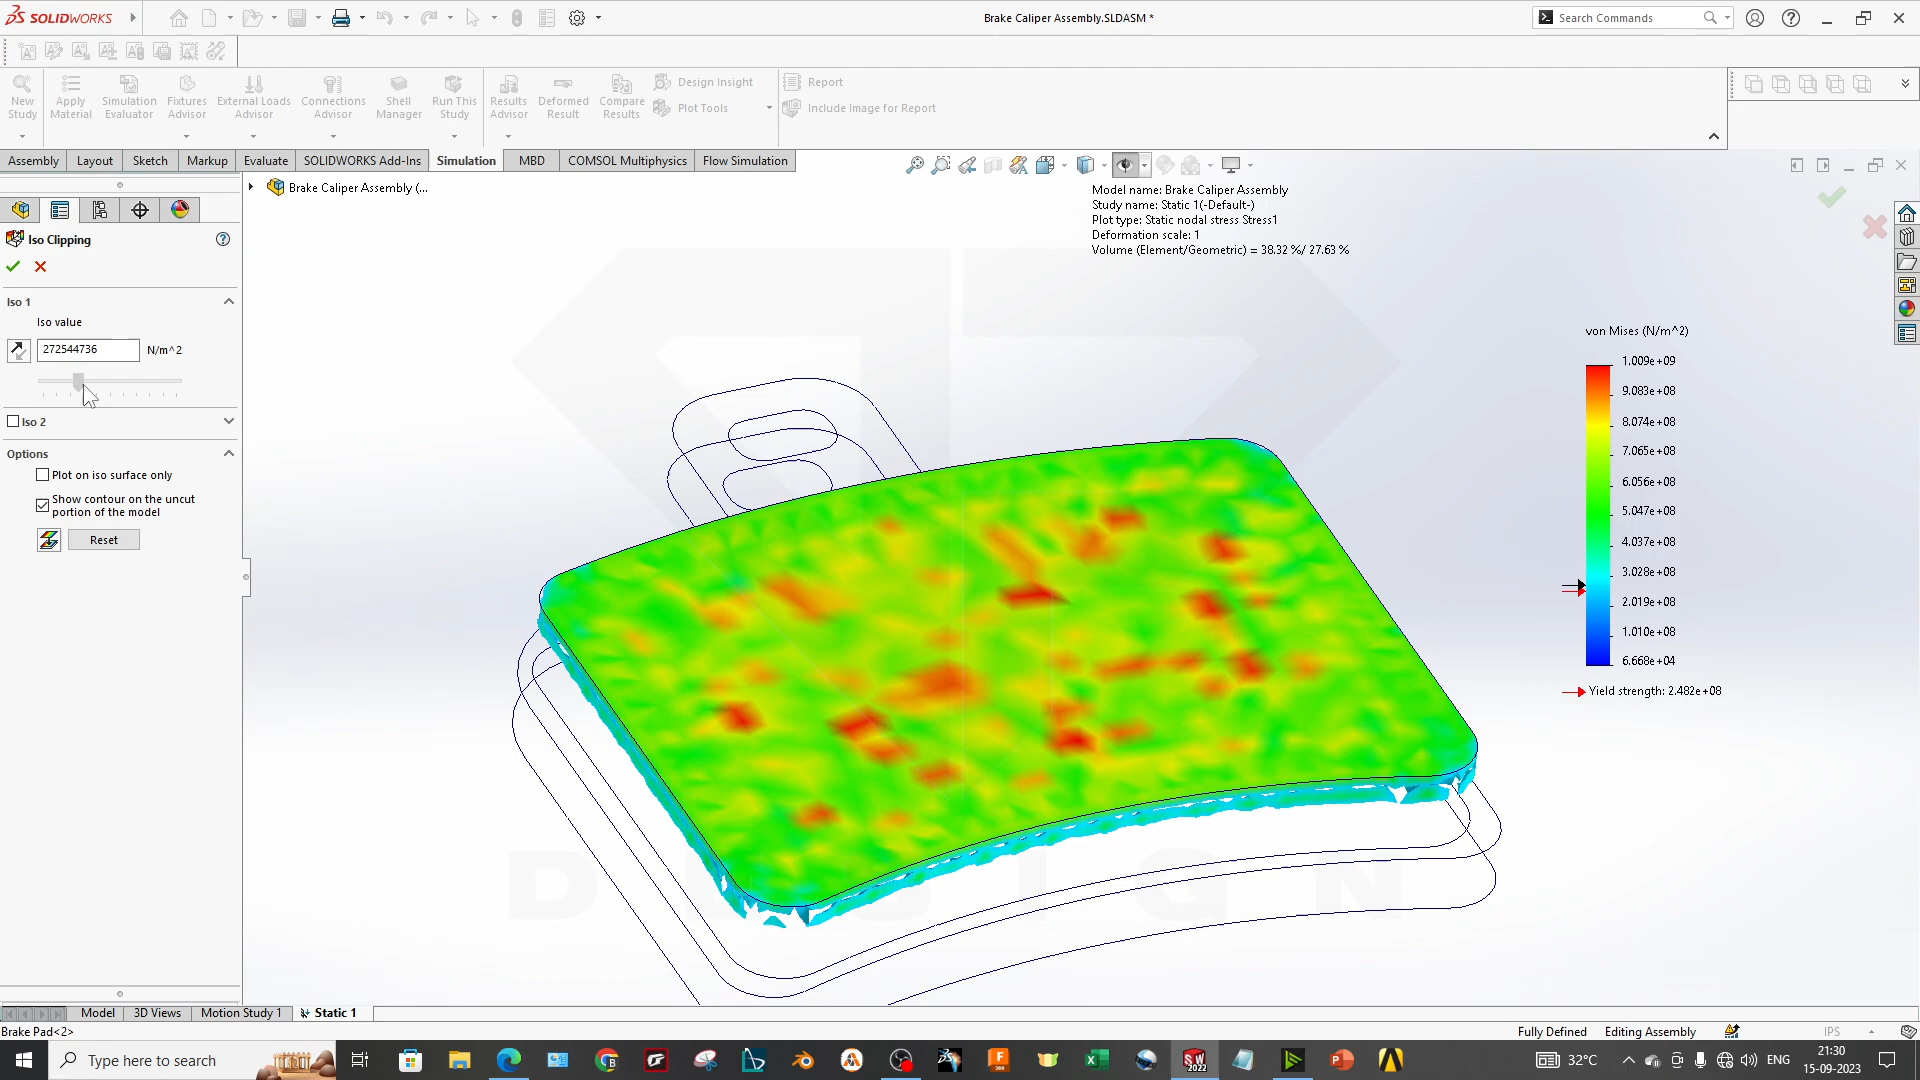 SOLIDWORKS
Brake Caliper Assembly.SLDASM *
Search Commands
New Study
Apply Material
Simulation Evaluator
Fixtures Advisor
External Loads Advisor
Connections Advisor
Shell Manager
Run This Study
Results Advisor
Deformed Result
Compare Results
Design Insight
Plot Tools
Report
Include Image for Report
Assembly
Layout
Sketch
Markup
Evaluate
SOLIDWORKS Add-Ins
Simulation
MBD
COMSOL Multiphysics
Flow Simulation
Brake Caliper Assembly (...
Model name: Brake Caliper Assembly
Study name: Static 1(-Default-)
Plot type: Static nodal stress Stress1
Deformation scale: 1
Volume (Element/Geometric) = 38.32 %/ 27.63 %
Iso Clipping
Iso 1
Iso value
272544736 N/m^2
Iso 2
Options
Plot on iso surface only
Show contour on the uncut
portion of the model
Reset
von Mises (N/m^2)
1.009e+09
9.083e+08
8.074e+08
7.065e+08
6.056e+08
5.047e+08
4.037e+08
3.028e+08
2.019e+08
1.010e+08
6.668e+04
Yield strength: 2.482e+08
DESIGN
Model
3D Views
Motion Study 1
Static 1
Brake Pad<2>
Fully Defined
Editing Assembly
IPS
Type here to search
SW 2022
32°C
ENG
21:30
15-09-2023